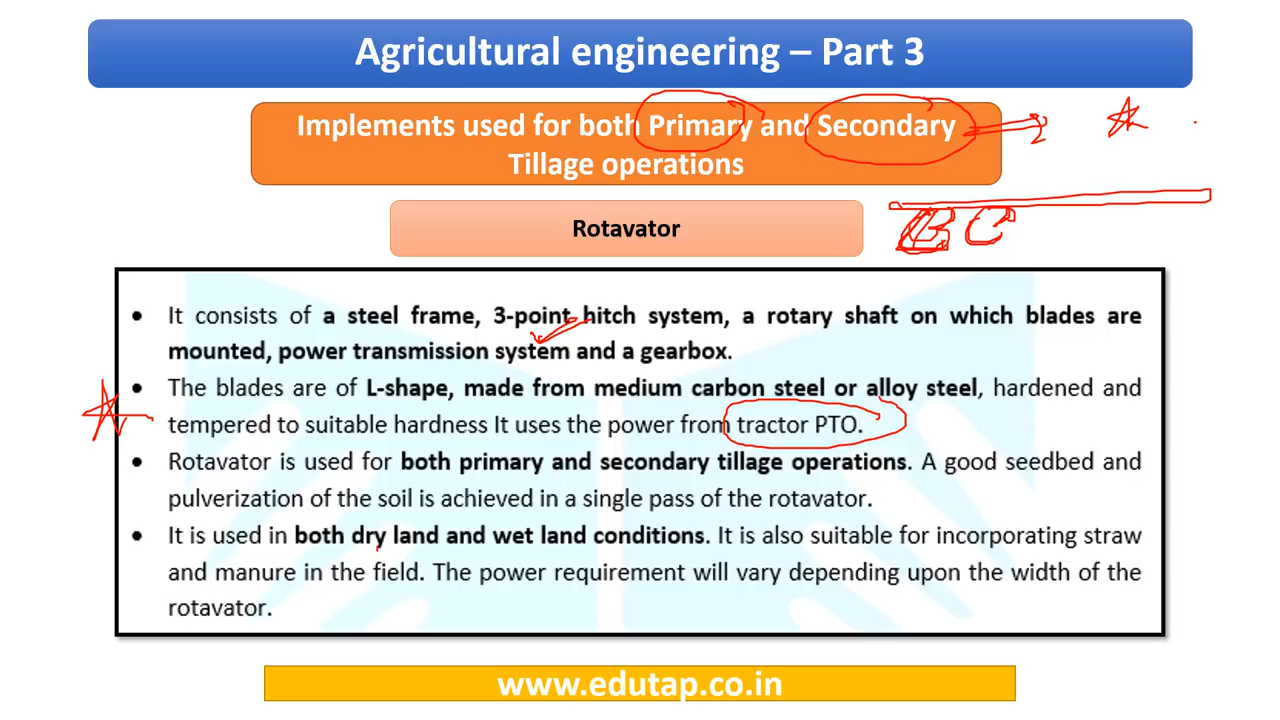 Agricultural engineering – Part 3
Implements used for both Primary and Secondary
Tillage operations
Rotavator
• It consists of a steel frame, 3-point hitch system, a rotary shaft on which blades are
mounted, power transmission system and a gearbox.
• The blades are of L-shape, made from medium carbon steel or alloy steel, hardened and
tempered to suitable hardness It uses the power from tractor PTO.
• Rotavator is used for both primary and secondary tillage operations. A good seedbed and
pulverization of the soil is achieved in a single pass of the rotavator.
• It is used in both dry land and wet land conditions. It is also suitable for incorporating straw
and manure in the field. The power requirement will vary depending upon the width of the
rotavator.
www.edutap.co.in